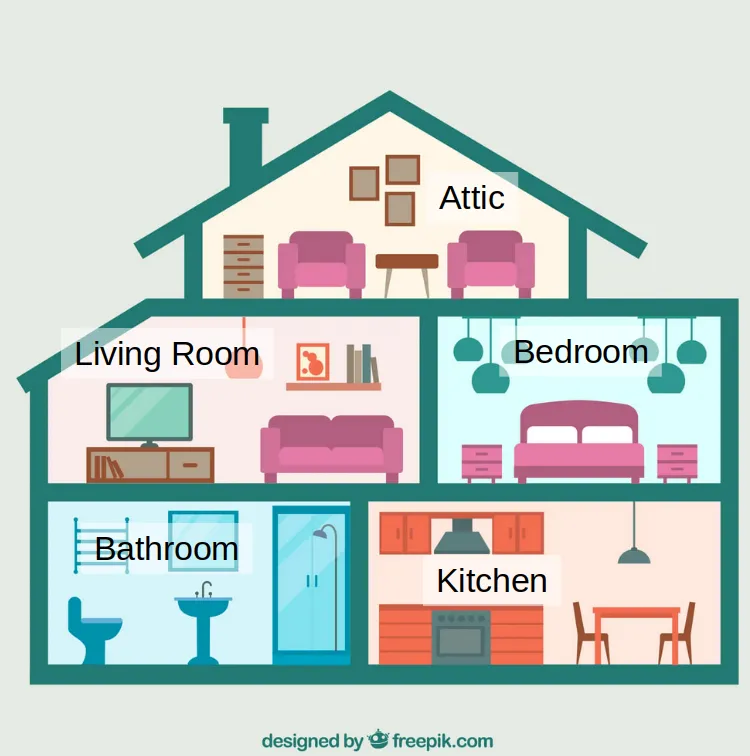 Attic
Living Room
Bedroom
Bathroom
Kitchen
designed by freepik.com